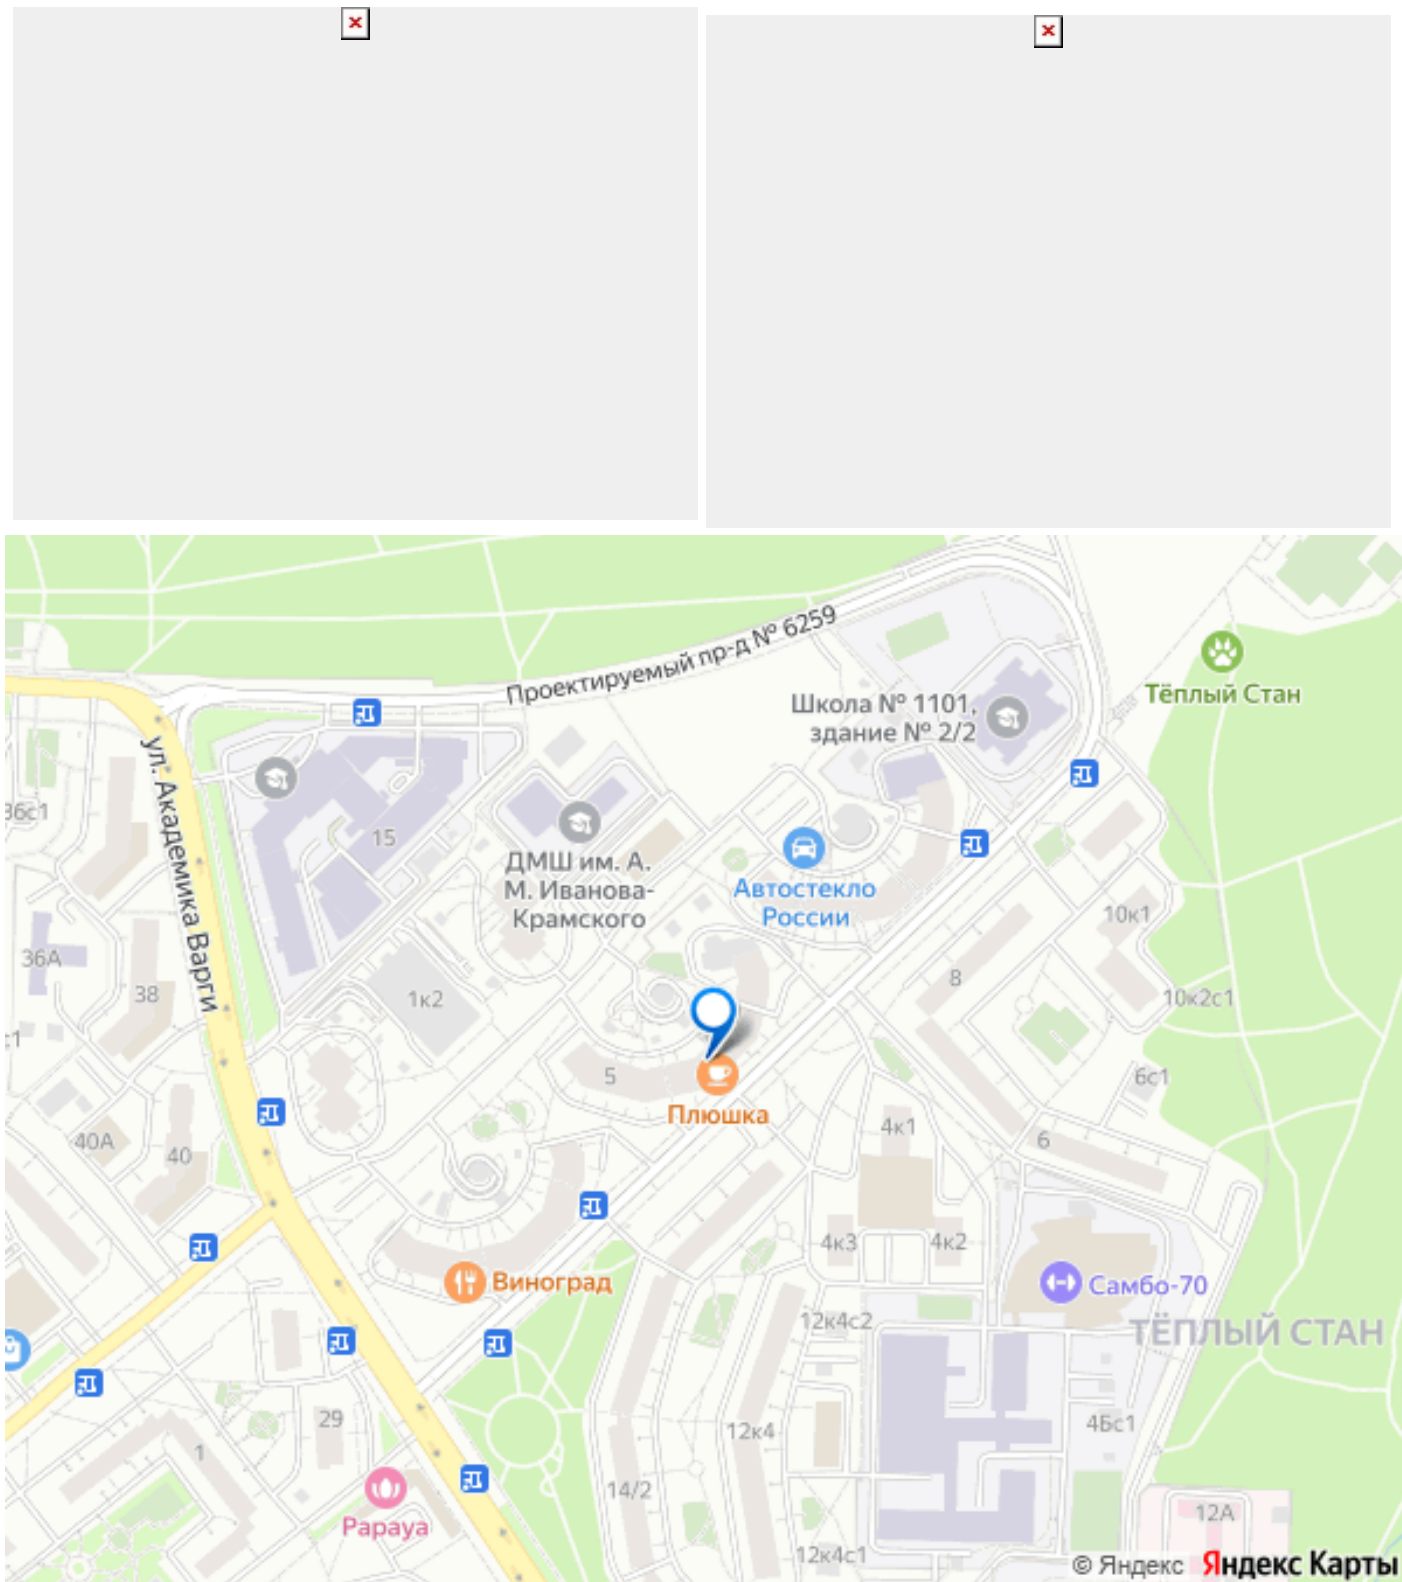 Проектируемый пр-д № 6259
Тёплый Стан
Школа № 1101,
здание № 2/2
ул. Академика Варги
36с1
15
ДМШ им. А.
М. Иванова-
Крамского
Автостекло
России
10к1
36А
38
1к2
8
10к2с1
с1
5
6с1
Плюшка
4к1
40А
40
6
4к3
4к2
Виноград
Самбо-70
12к4с2
ТЁПЛЫЙ СТАН
29
1
12к4
4Бс1
14/2
Papaya
12А
12к4с1
© Яндекс Яндекс Карты